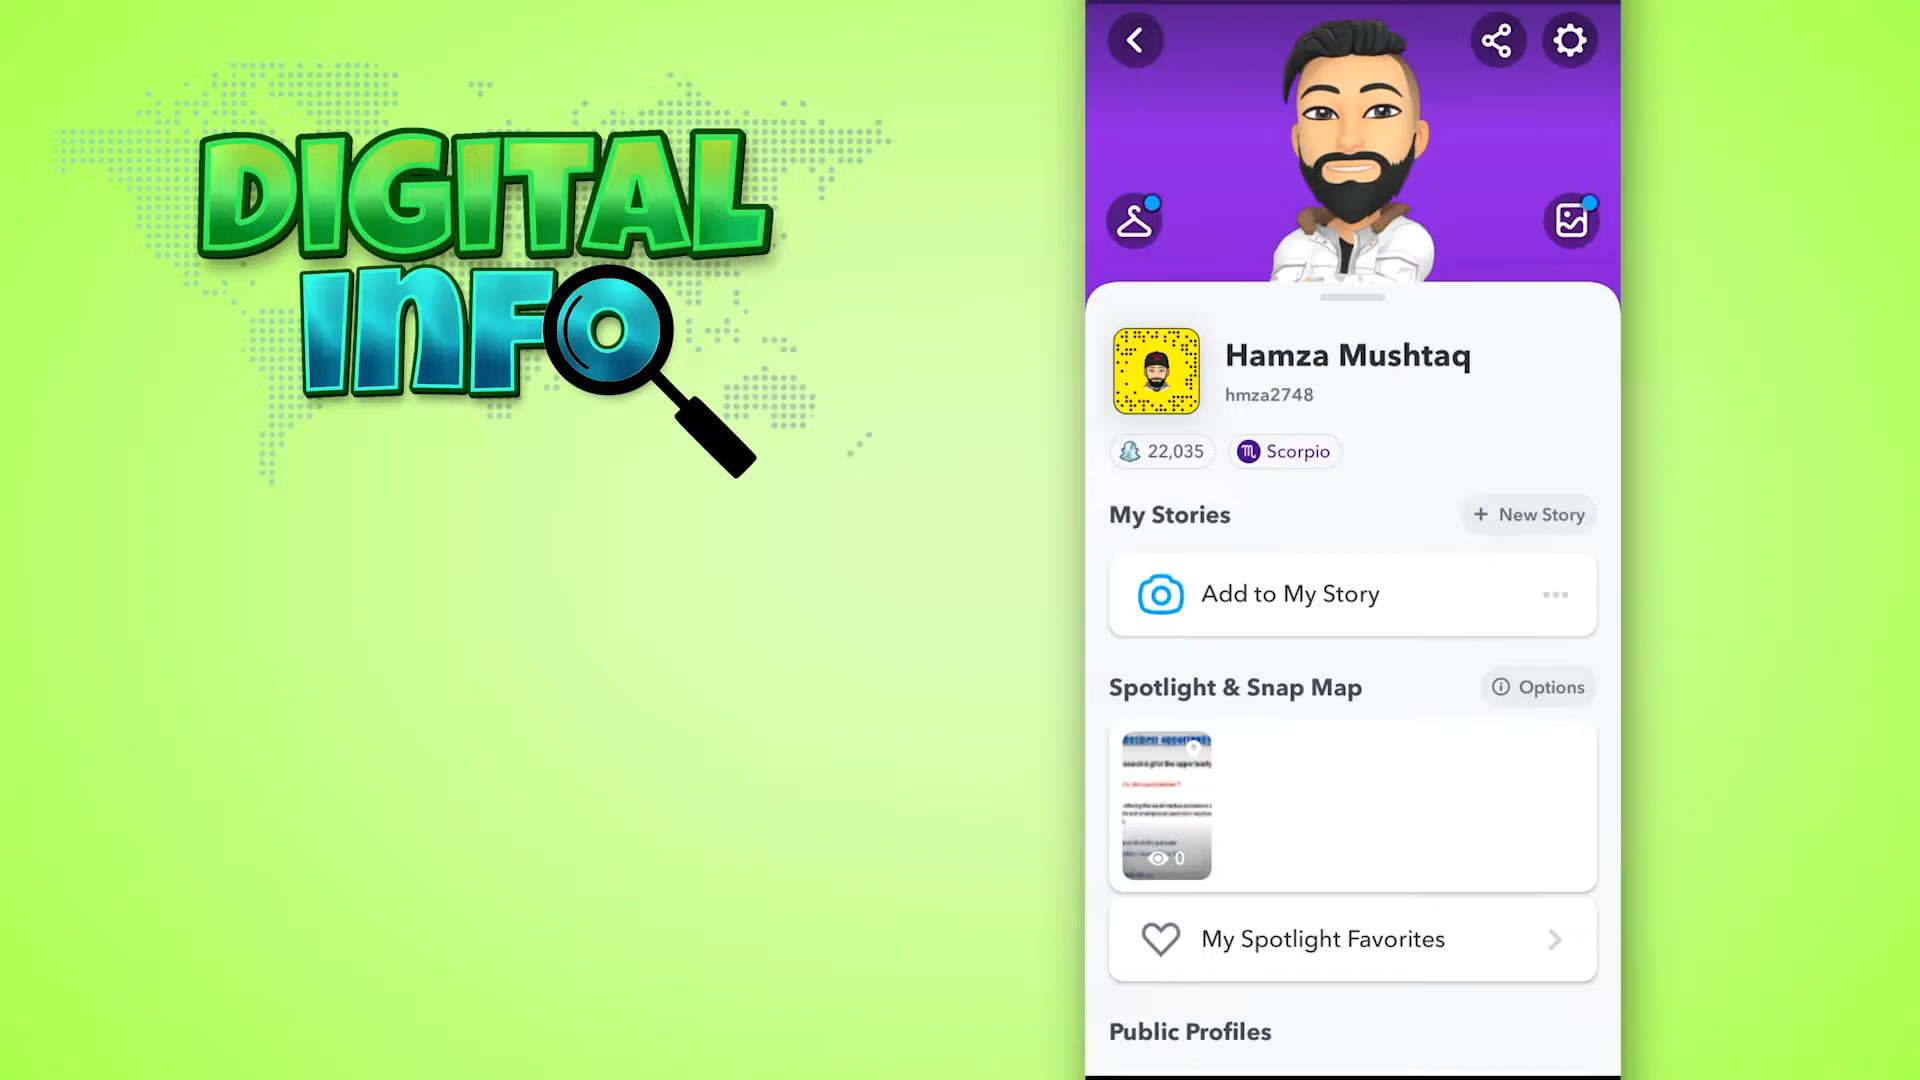 DIGITAL
INFO
Hamza Mushtaq
hmza2748
22,035
Scorpio
My Stories
+ New Story
Add to My Story
Spotlight & Snap Map
Options
0
My Spotlight Favorites
Public Profiles